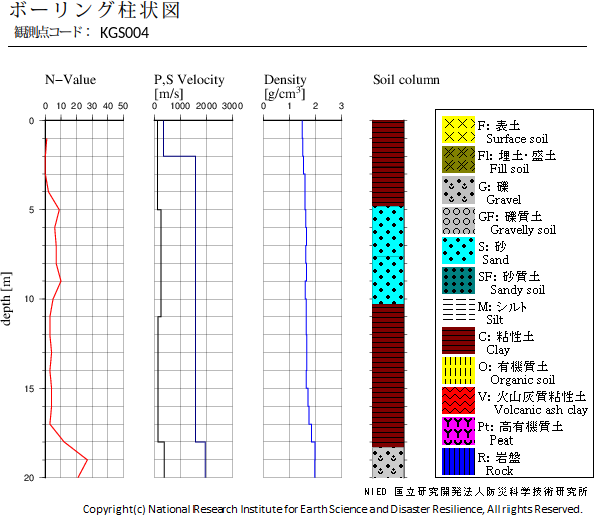 ボーリング柱状図
観測点コード： KGS004
N-Value
P,S Velocity
Density
Soil column
[m/s]
[g/cm³]
0 10 20 30 40 50
0 1000 2000 3000
0 1 2 3
0
5
10
15
20
depth [m]
F: 表土
Surface soil
Fl: 埋土・盛土
Fill soil
G: 礫
Gravel
GF: 礫質土
Gravelly soil
S: 砂
Sand
SF: 砂質土
Sandy soil
M: シルト
Silt
C: 粘性土
Clay
O: 有機質土
Organic soil
V: 火山灰質粘性土
Volcanic ash clay
Pt: 高有機質土
Peat
R: 岩盤
Rock
NIED 国立研究開発法人防災科学技術研究所
Copyright(c) National Research Institute for Earth Science and Disaster Resilience, All Rights Reserved.